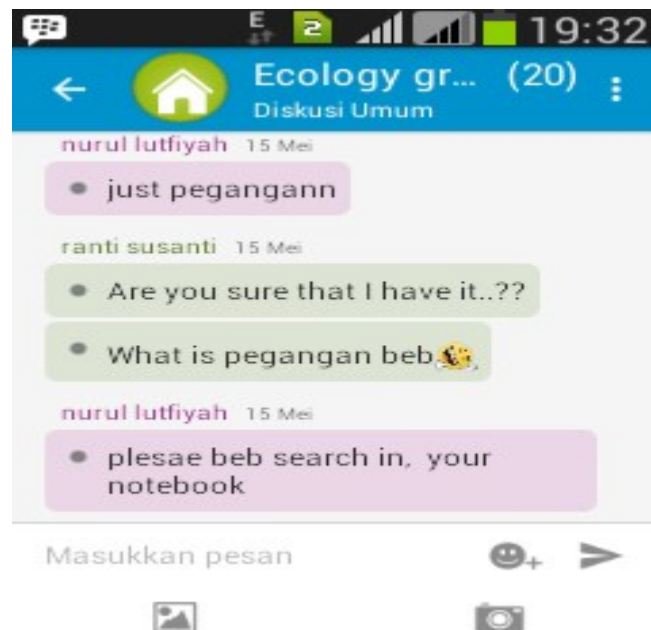 E 2 19:32
Ecology gr... (20)
Diskusi Umum
nurul lutfiyah 15 Mei
just pegangann
ranti susanti 15 Mei
Are you sure that I have it..??
What is pegangan beb
nurul lutfiyah 15 Mei
plesae beb search in, your
notebook
Masukkan pesan